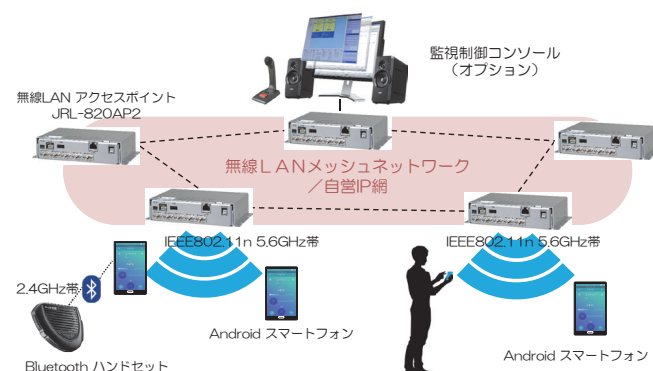 監視制御コンソール
（オプション）
無線LAN アクセスポイント
JRL-820AP2
無線ＬＡＮメッシュネットワーク
／自営IP網
IEEE802.11n 5.6GHz帯
IEEE802.11n 5.6GHz帯
2.4GHz帯
Android スマートフォン
Android スマートフォン
Bluetooth ハンドセット